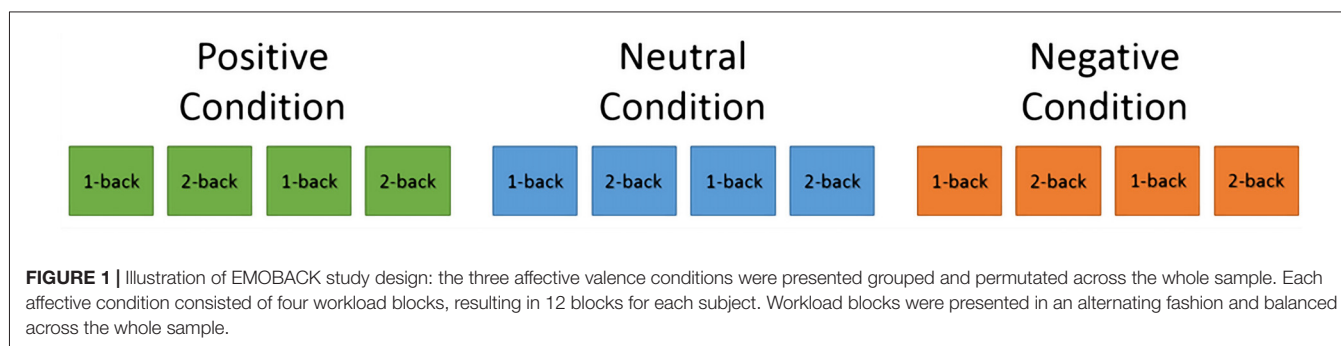 Positive Condition
Neutral Condition
Negative Condition
1-back 2-back 1-back 2-back
1-back 2-back 1-back 2-back
1-back 2-back 1-back 2-back
FIGURE 1 | Illustration of EMOBACK study design: the three affective valence conditions were presented grouped and permutated across the whole sample. Each
affective condition consisted of four workload blocks, resulting in 12 blocks for each subject. Workload blocks were presented in an alternating fashion and balanced
across the whole sample.